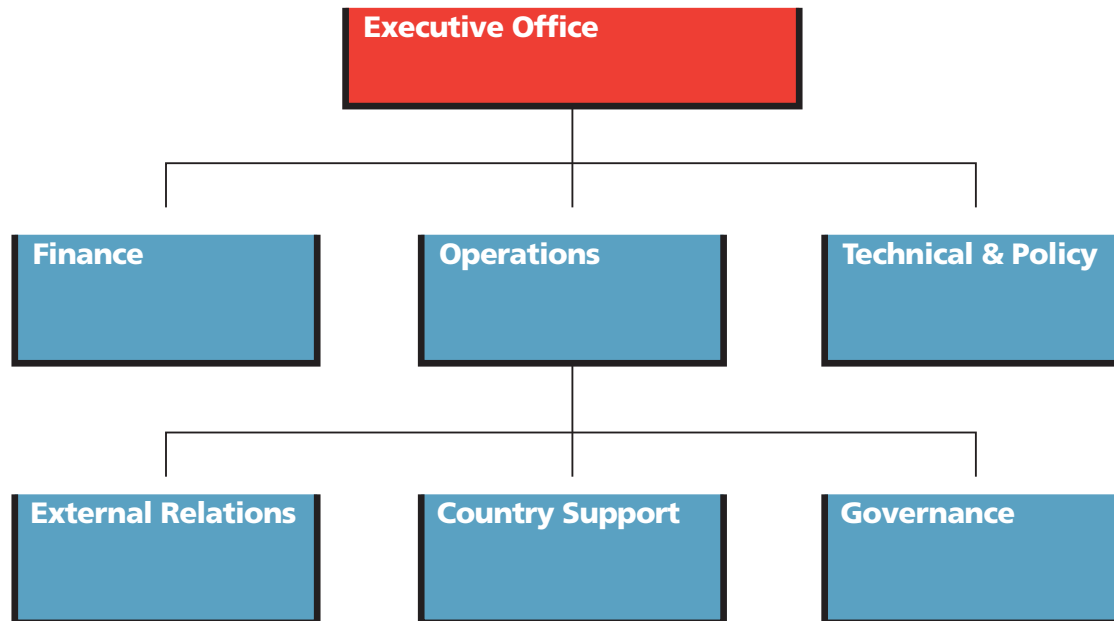 Executive Office
Finance
Operations
Technical & Policy
External Relations
Country Support
Governance